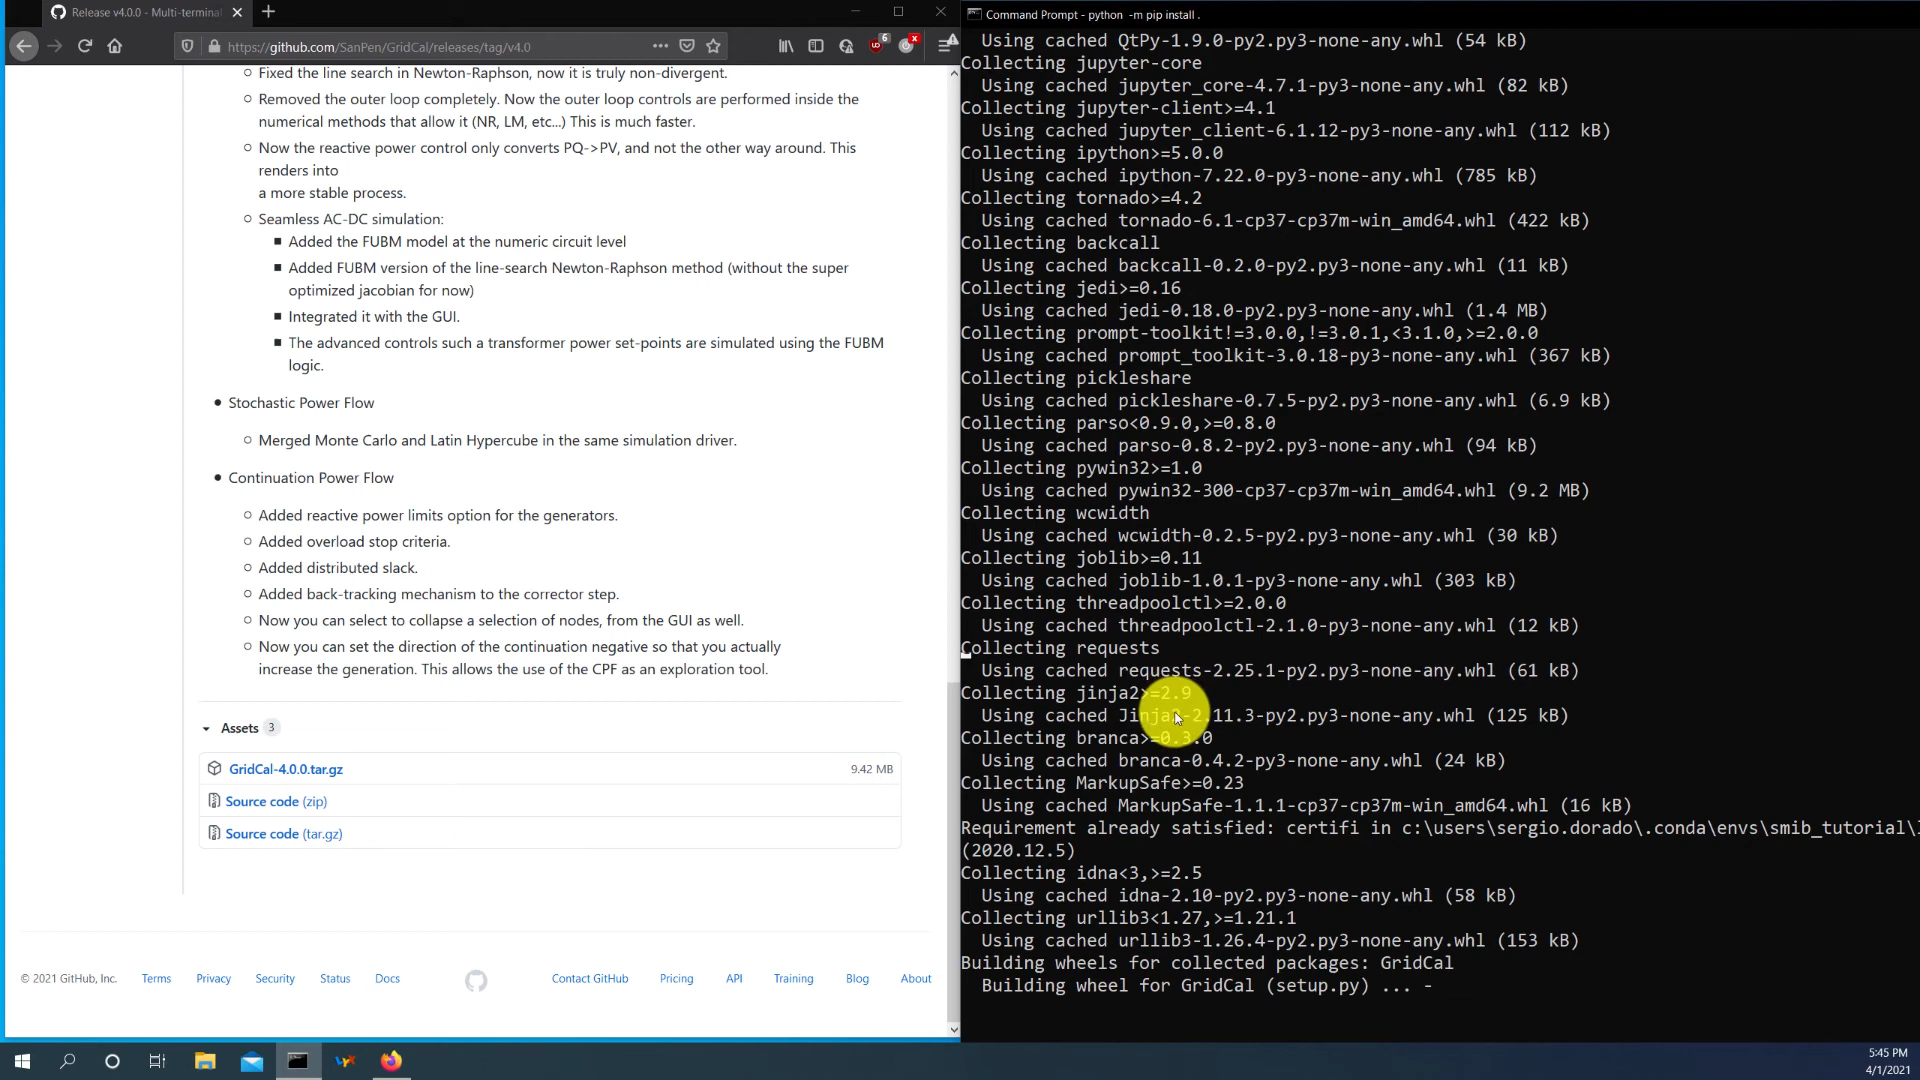 Release v4.0.0 - Multi-terminal
https://github.com/SanPen/GridCal/releases/tag/v4.0
6
Fixed the line search in Newton-Raphson, now it is truly non-divergent.
Removed the outer loop completely. Now the outer loop controls are performed inside the
numerical methods that allow it (NR, LM, etc...) This is much faster.
Now the reactive power control only converts PQ->PV, and not the other way around. This
renders into
a more stable process.
Seamless AC-DC simulation:
Added the FUBM model at the numeric circuit level
Added FUBM version of the line-search Newton-Raphson method (without the super
optimized jacobian for now)
Integrated it with the GUI.
The advanced controls such a transformer power set-points are simulated using the FUBM
logic.
Stochastic Power Flow
Merged Monte Carlo and Latin Hypercube in the same simulation driver.
Continuation Power Flow
Added reactive power limits option for the generators.
Added overload stop criteria.
Added distributed slack.
Added back-tracking mechanism to the corrector step.
Now you can select to collapse a selection of nodes, from the GUI as well.
Now you can set the direction of the continuation negative so that you actually
increase the generation. This allows the use of the CPF as an exploration tool.
Assets 3
GridCal-4.0.0.tar.gz 9.42 MB
Source code (zip)
Source code (tar.gz)
© 2021 GitHub, Inc. Terms Privacy Security Status Docs Contact GitHub Pricing API Training Blog About
Command Prompt - python -m pip install .
Using cached QtPy-1.9.0-py2.py3-none-any.whl (54 kB)
Collecting jupyter-core
Using cached jupyter_core-4.7.1-py3-none-any.whl (82 kB)
Collecting jupyter-client>=4.1
Using cached jupyter_client-6.1.12-py3-none-any.whl (112 kB)
Collecting ipython>=5.0.0
Using cached ipython-7.22.0-py3-none-any.whl (785 kB)
Collecting tornado>=4.2
Using cached tornado-6.1-cp37-cp37m-win_amd64.whl (422 kB)
Collecting backcall
Using cached backcall-0.2.0-py2.py3-none-any.whl (11 kB)
Collecting jedi>=0.16
Using cached jedi-0.18.0-py2.py3-none-any.whl (1.4 MB)
Collecting prompt-toolkit!=3.0.0,!=3.0.1,<3.1.0,>=2.0.0
Using cached prompt_toolkit-3.0.18-py3-none-any.whl (367 kB)
Collecting pickleshare
Using cached pickleshare-0.7.5-py2.py3-none-any.whl (6.9 kB)
Collecting parso<0.9.0,>=0.8.0
Using cached parso-0.8.2-py2.py3-none-any.whl (94 kB)
Collecting pywin32>=1.0
Using cached pywin32-300-cp37-cp37m-win_amd64.whl (9.2 MB)
Collecting wcwidth
Using cached wcwidth-0.2.5-py2.py3-none-any.whl (30 kB)
Collecting joblib>=0.11
Using cached joblib-1.0.1-py3-none-any.whl (303 kB)
Collecting threadpoolctl>=2.0.0
Using cached threadpoolctl-2.1.0-py3-none-any.whl (12 kB)
Collecting requests
Using cached requests-2.25.1-py2.py3-none-any.whl (61 kB)
Collecting jinja2>=2.9
Using cached Jinja2-2.11.3-py2.py3-none-any.whl (125 kB)
Collecting branca>=0.3.0
Using cached branca-0.4.2-py3-none-any.whl (24 kB)
Collecting MarkupSafe>=0.23
Using cached MarkupSafe-1.1.1-cp37-cp37m-win_amd64.whl (16 kB)
Requirement already satisfied: certifi in c:\users\sergio.dorado\.conda\envs\smib_tutorial\
(2020.12.5)
Collecting idna<3,>=2.5
Using cached idna-2.10-py2.py3-none-any.whl (58 kB)
Collecting urllib3<1.27,>=1.21.1
Using cached urllib3-1.26.4-py2.py3-none-any.whl (153 kB)
Building wheels for collected packages: GridCal
Building wheel for GridCal (setup.py) ... -
5:45 PM
4/1/2021